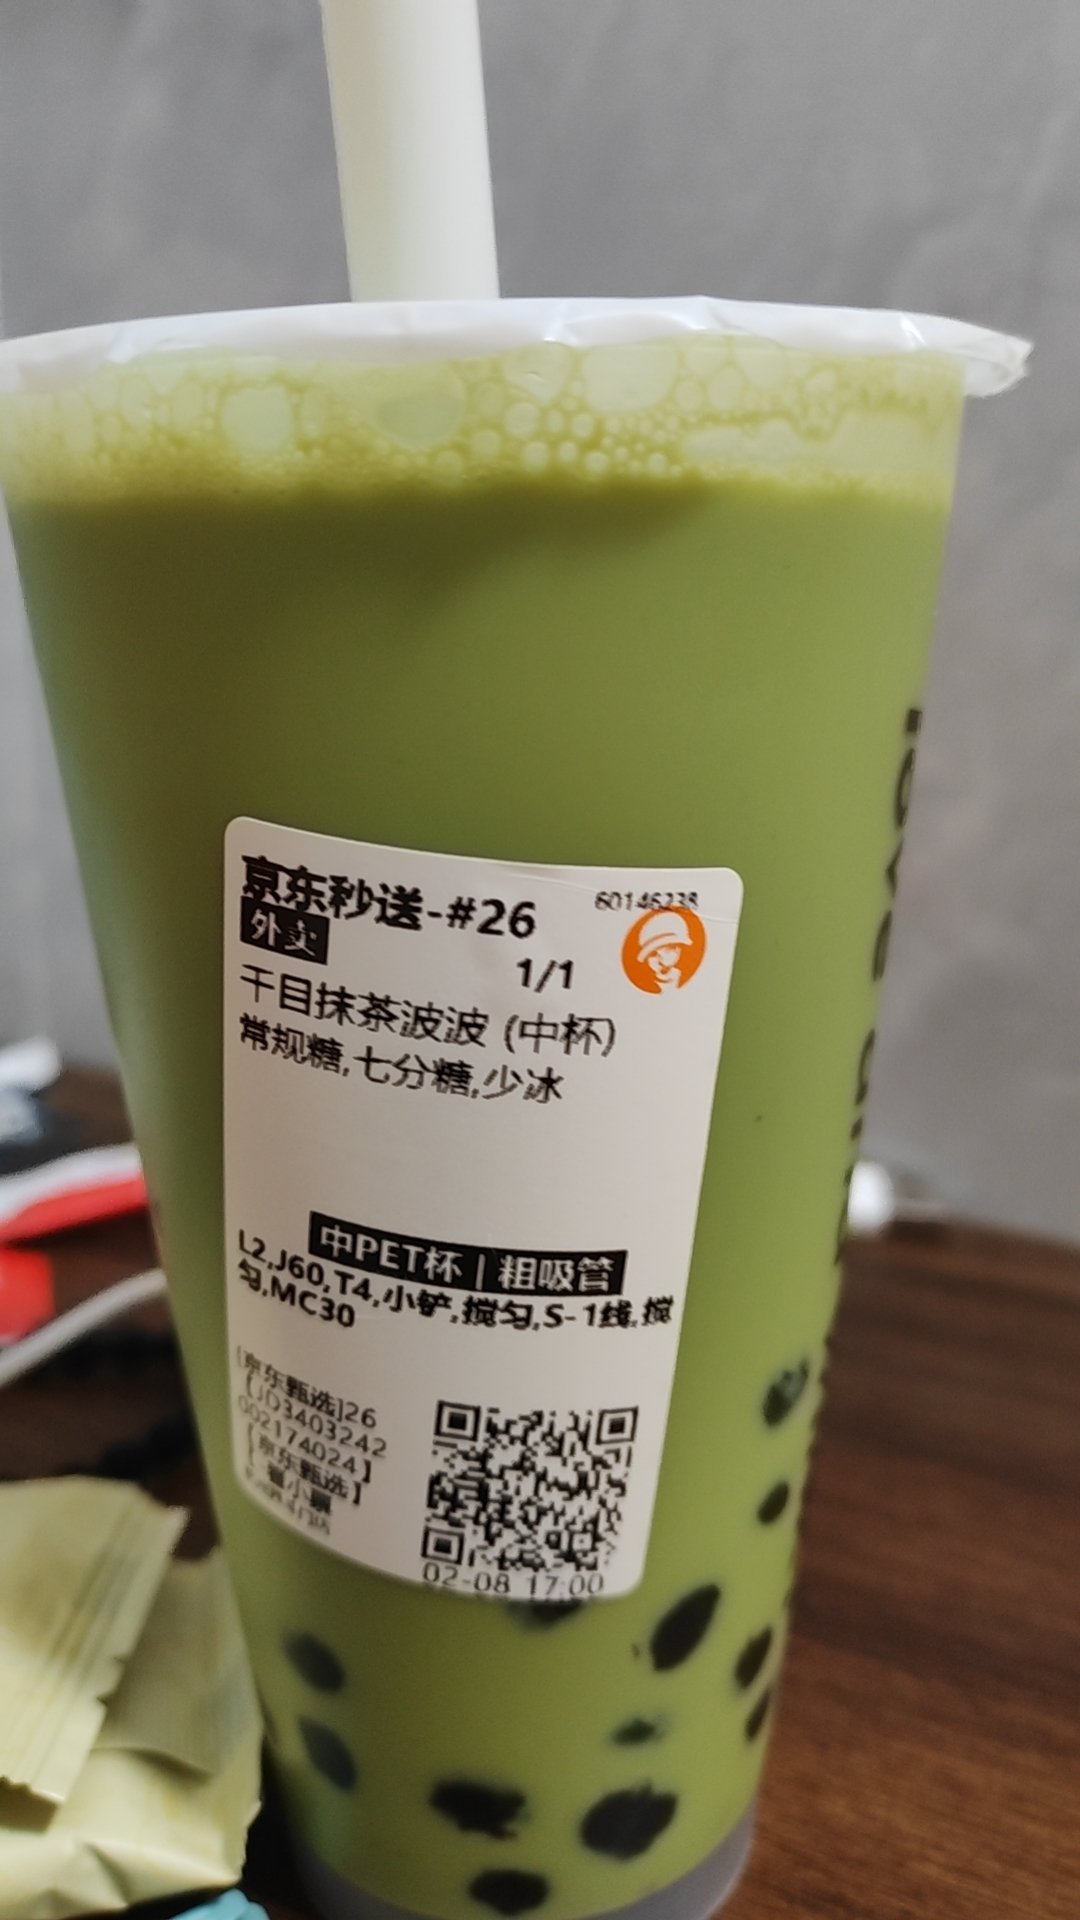 京东秒送-#26
60146238
外卖
1/1
千目抹茶波波 (中杯)
常规糖,七分糖,少冰
中PET杯 | 粗吸管
L2,J60,T4,小铲,搅匀,S-1线,搅
匀,MC30
[京东甄选]26
【JD3403242
002174024】
【京东甄选】
02-08 17:00